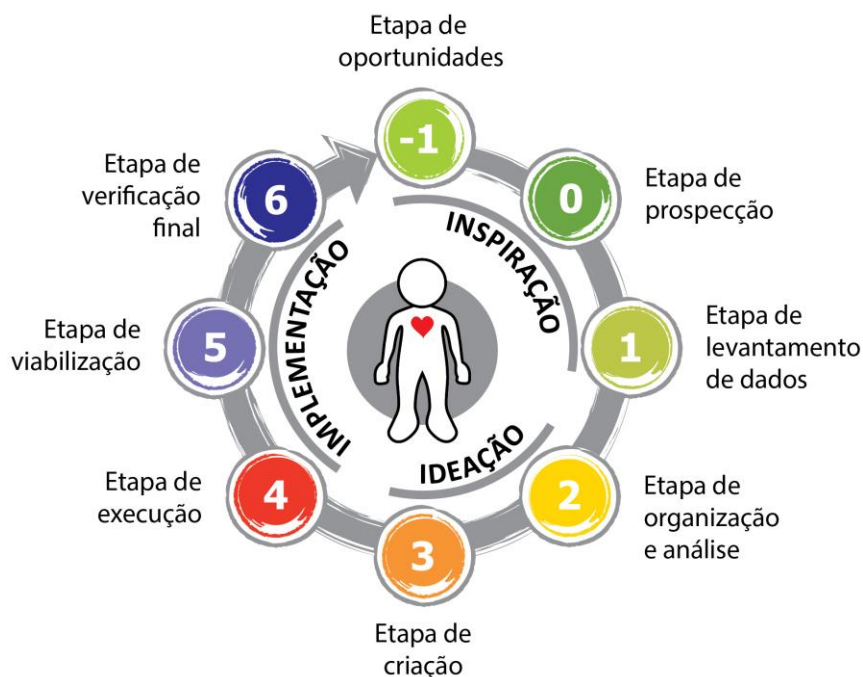 Etapa de
oportunidades
-1
0
Etapa de
prospecção
1
Etapa de
levantamento
de dados
2
Etapa de
organização
e análise
3
Etapa de
criação
4
Etapa de
execução
5
Etapa de
viabilização
6
Etapa de
verificação
final
INSPIRAÇÃO
IDEAÇÃO
IMPLEMENTAÇÃO